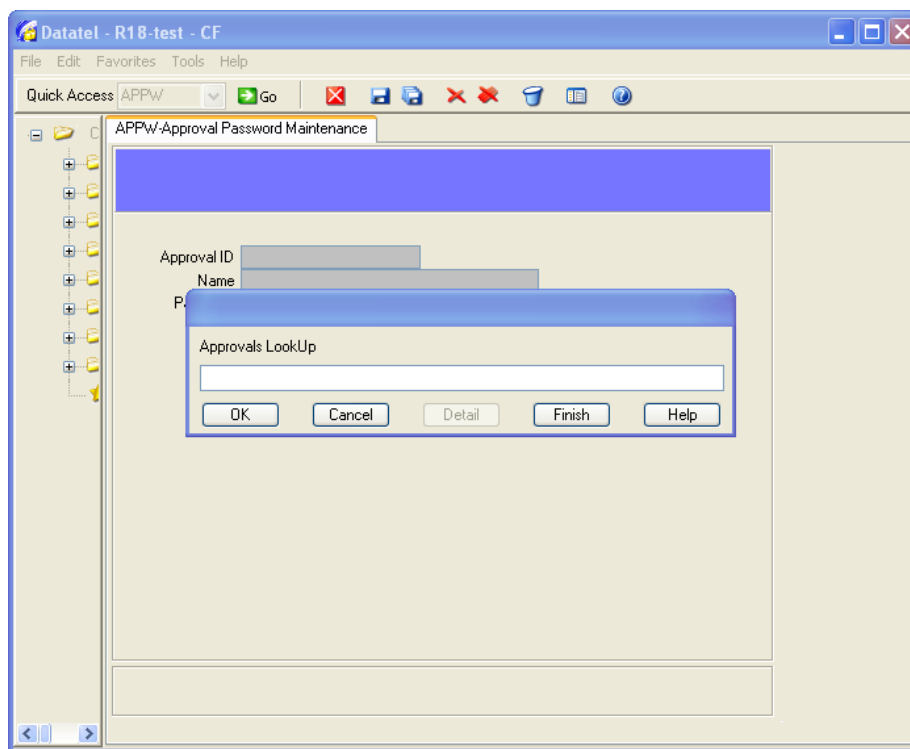 Datatel - R18-test - CF
File Edit Favorites Tools Help
Quick Access APPW Go
APPW-Approval Password Maintenance
Approval ID
Name
Approvals LookUp
OK Cancel Detail Finish Help